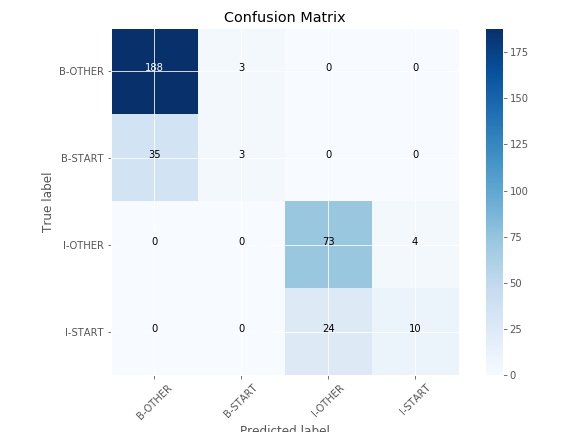 Confusion Matrix
B-OTHER 188 3 0 0
B-START 35 3 0 0
I-OTHER 0 0 73 4
I-START 0 0 24 10
True label
B-OTHER B-START I-OTHER I-START
Predicted label
175
150
125
100
75
50
25
0